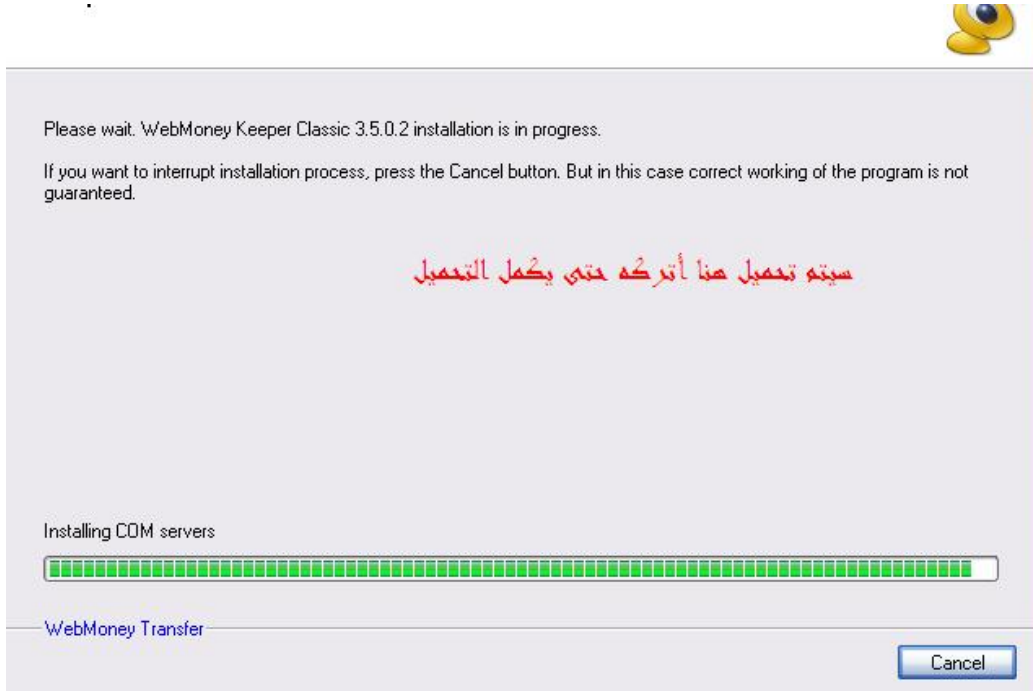 Please wait. WebMoney Keeper Classic 3.5.0.2 installation is in progress.
If you want to interrupt installation process, press the Cancel button. But in this case correct working of the program is not
guaranteed.
سيتم تحميل هنا أتركه حتى يكمل التحميل
Installing COM servers
WebMoney Transfer
Cancel